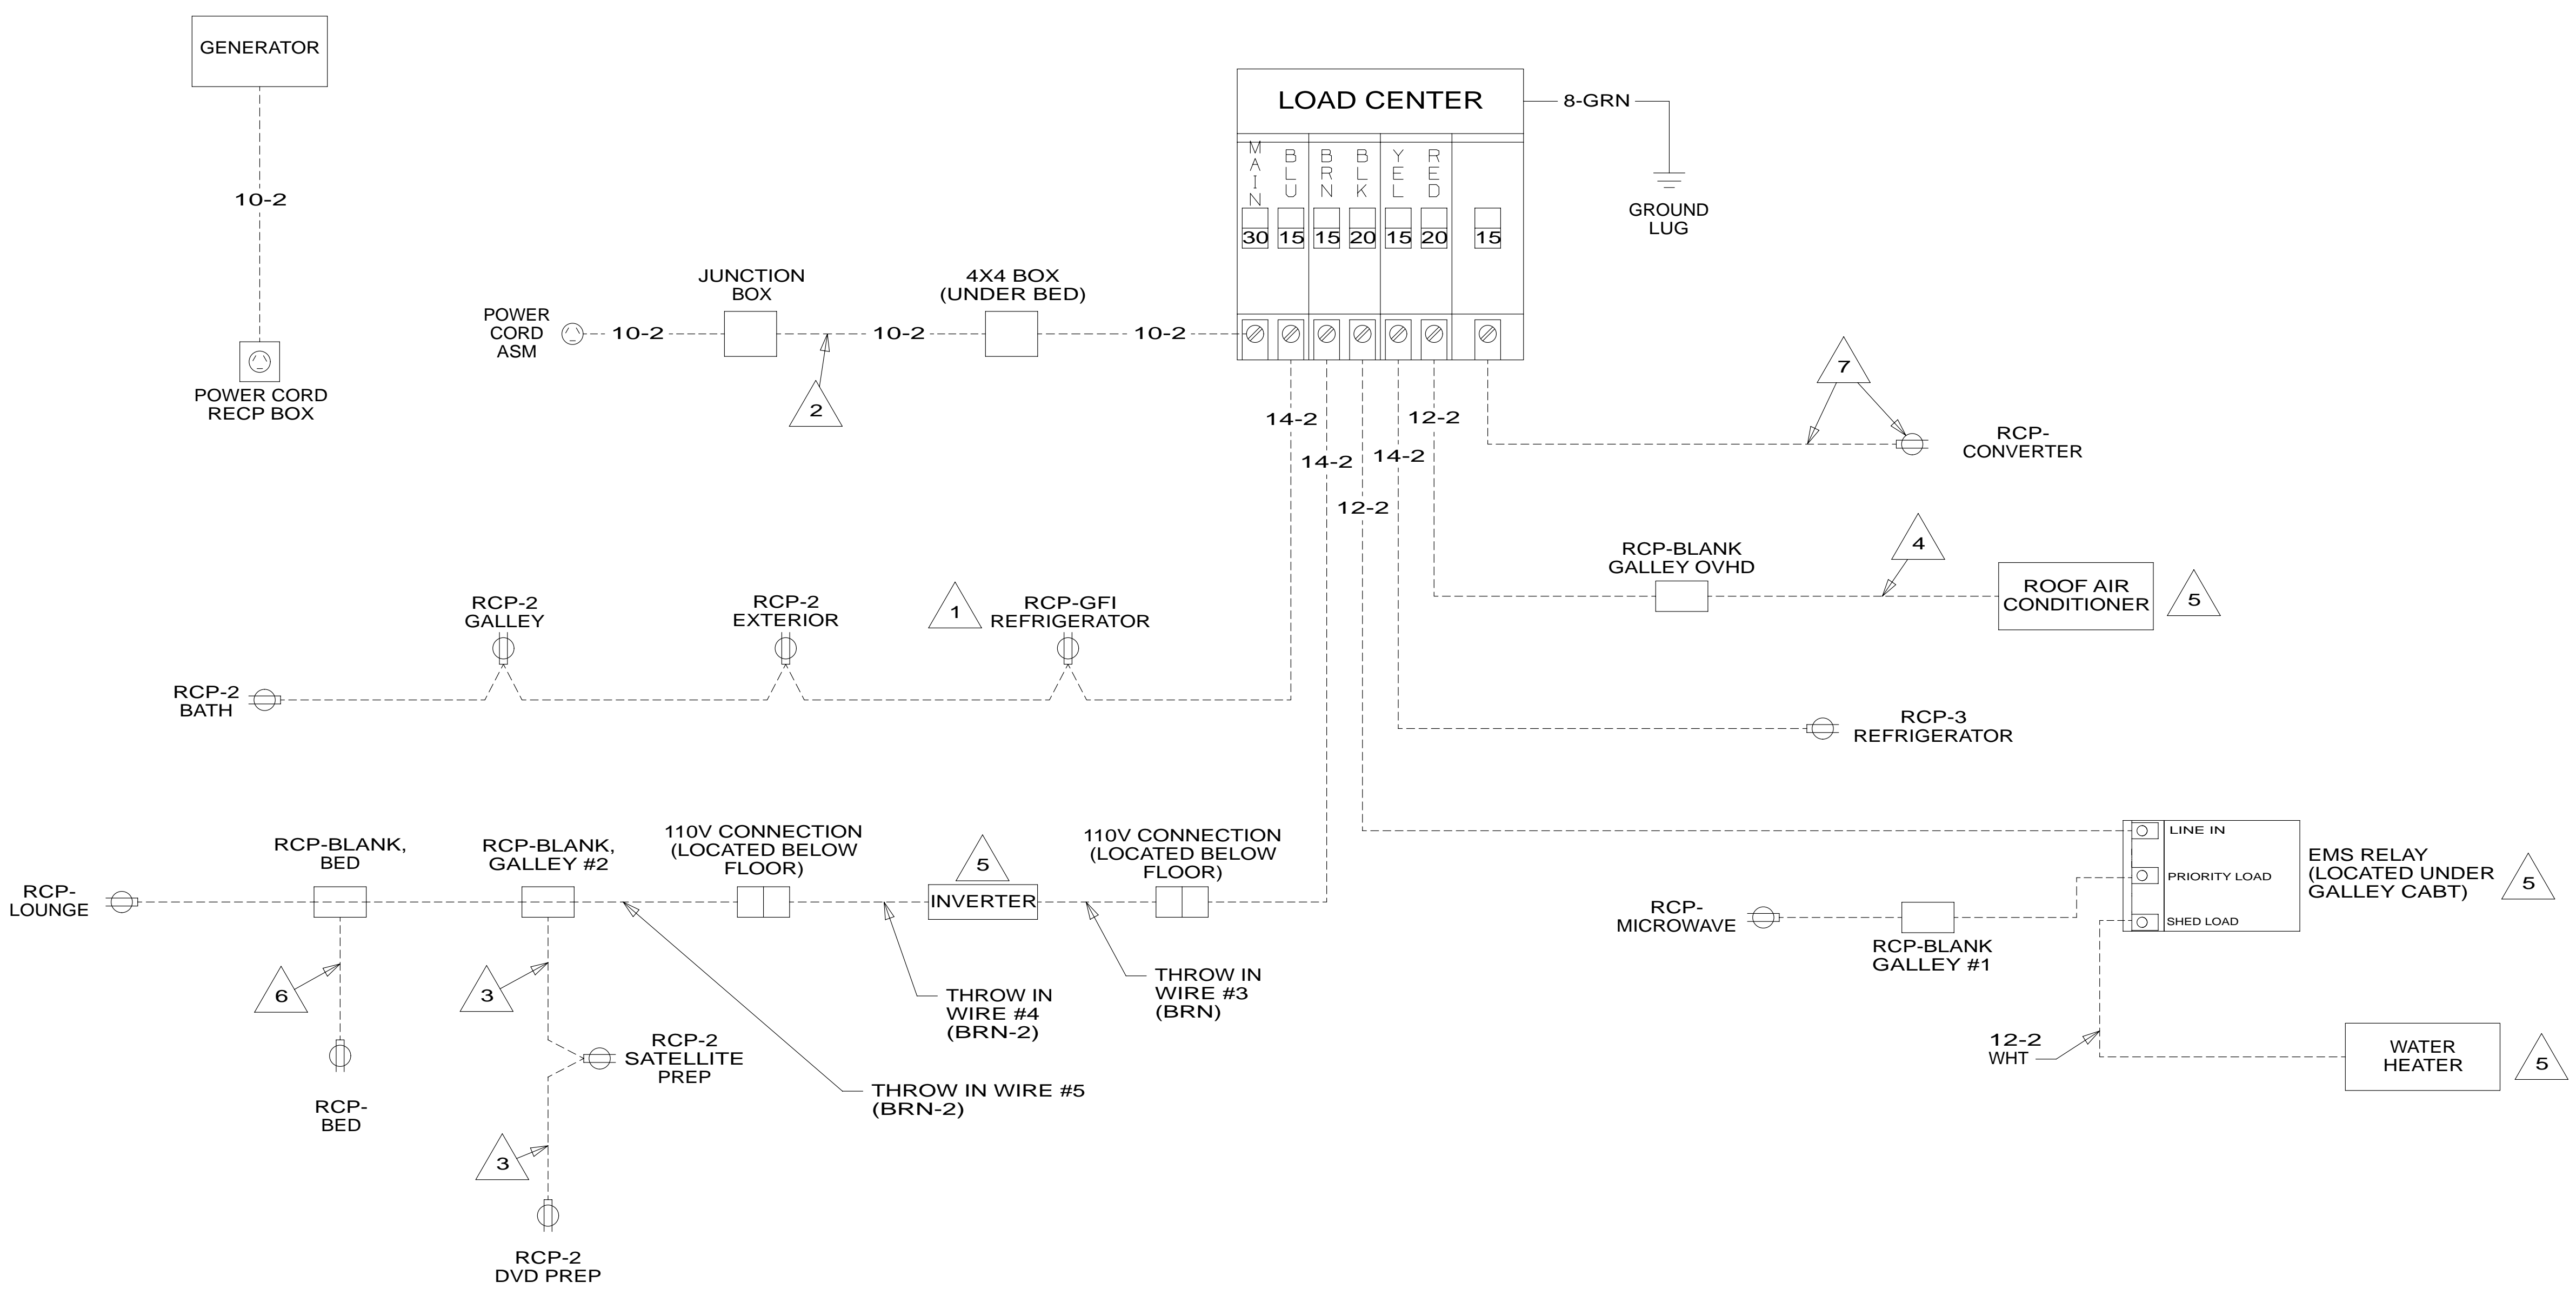 GENERATOR
10-2
POWER CORD
RECP BOX
LOAD CENTER
8-GRN
GROUND
LUG
MAIN
BLU
BRN
BLK
YEL
RED
30
15
15
20
15
20
15
POWER
CORD
ASM
10-2
JUNCTION
BOX
10-2
2
4X4 BOX
(UNDER BED)
10-2
14-2
14-2
12-2
14-2
12-2
7
RCP-
CONVERTER
RCP-BLANK
GALLEY OVHD
4
ROOF AIR
CONDITIONER
5
RCP-2
GALLEY
RCP-2
EXTERIOR
1
RCP-GFI
REFRIGERATOR
RCP-2
BATH
RCP-3
REFRIGERATOR
RCP-
LOUNGE
RCP-BLANK,
BED
RCP-BLANK,
GALLEY #2
110V CONNECTION
(LOCATED BELOW
FLOOR)
5
INVERTER
110V CONNECTION
(LOCATED BELOW
FLOOR)
LINE IN
PRIORITY LOAD
SHED LOAD
EMS RELAY
(LOCATED UNDER
GALLEY CABT)
5
RCP-
MICROWAVE
RCP-BLANK
GALLEY #1
6
3
THROW IN
WIRE #4
(BRN-2)
THROW IN
WIRE #3
(BRN)
RCP-2
SATELLITE
PREP
THROW IN WIRE #5
(BRN-2)
12-2
WHT
WATER
HEATER
5
RCP-
BED
3
RCP-2
DVD PREP